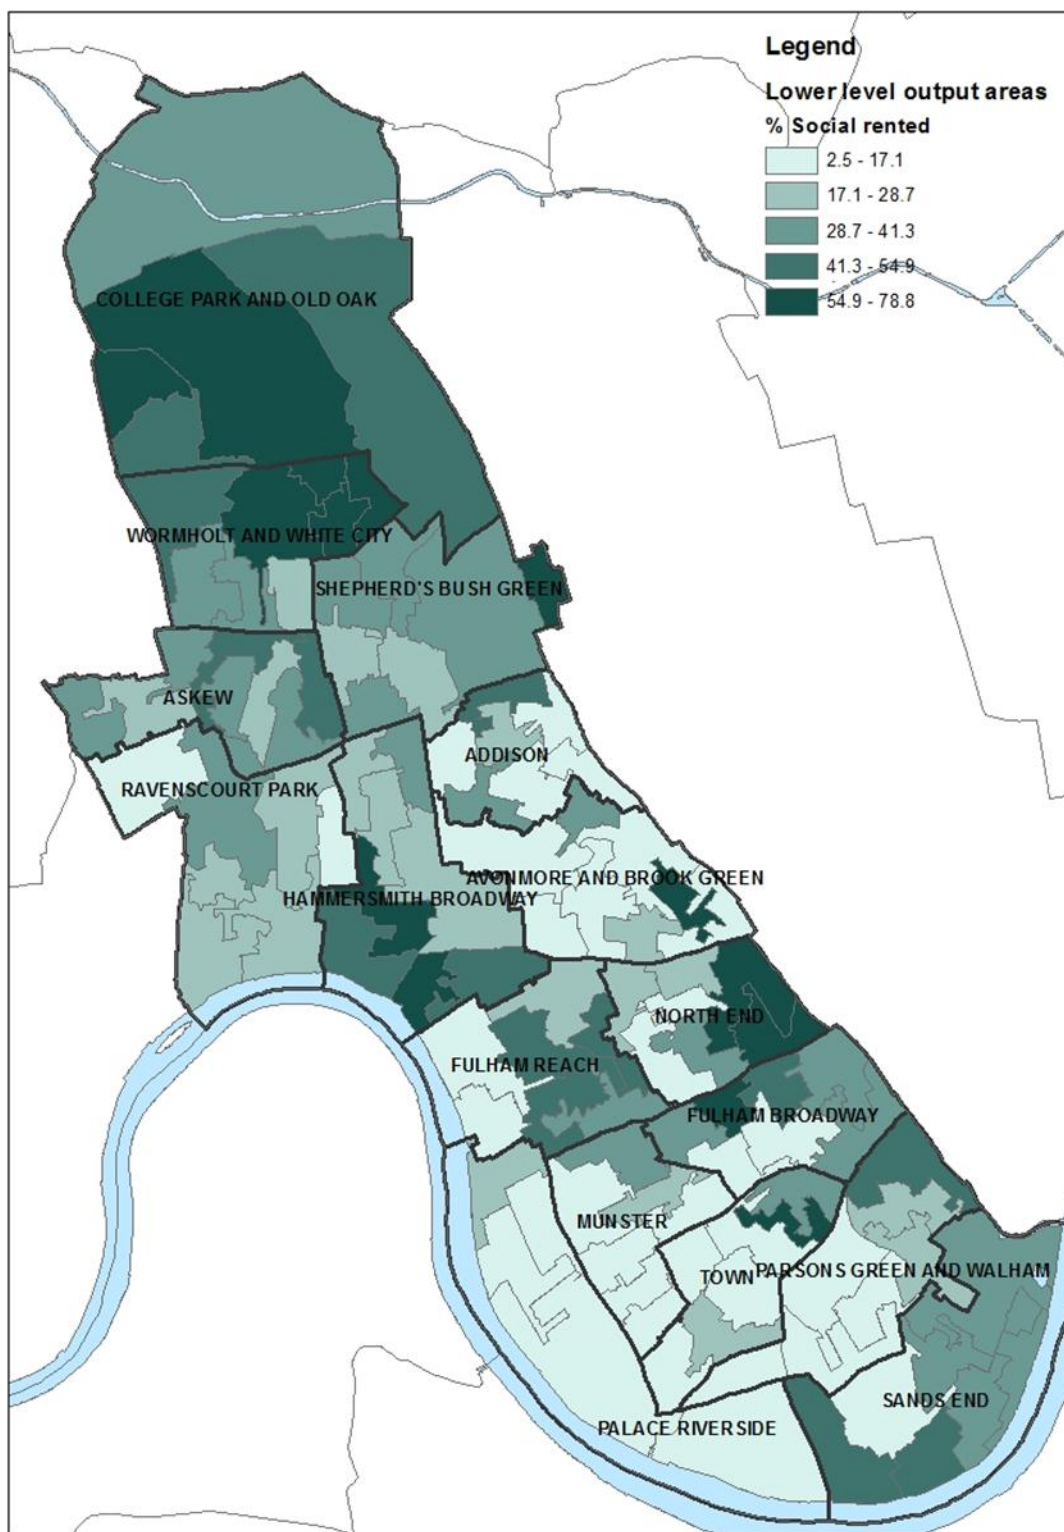 Legend
Lower level output areas
% Social rented
2.5 - 17.1
17.1 - 28.7
28.7 - 41.3
41.3 - 54.9
54.9 - 78.8
COLLEGE PARK AND OLD OAK
WORMHOLT AND WHITE CITY
SHEPHERD'S BUSH GREEN
ASKEW
ADDISON
RAVENSCOURT PARK
AVONMORE AND BROOK GREEN
HAMMERSMITH BROADWAY
NORTH END
FULHAM REACH
FULHAM BROADWAY
MUNSTER
TOWN
PARSONS GREEN AND WALHAM
SANDS END
PALACE RIVERSIDE